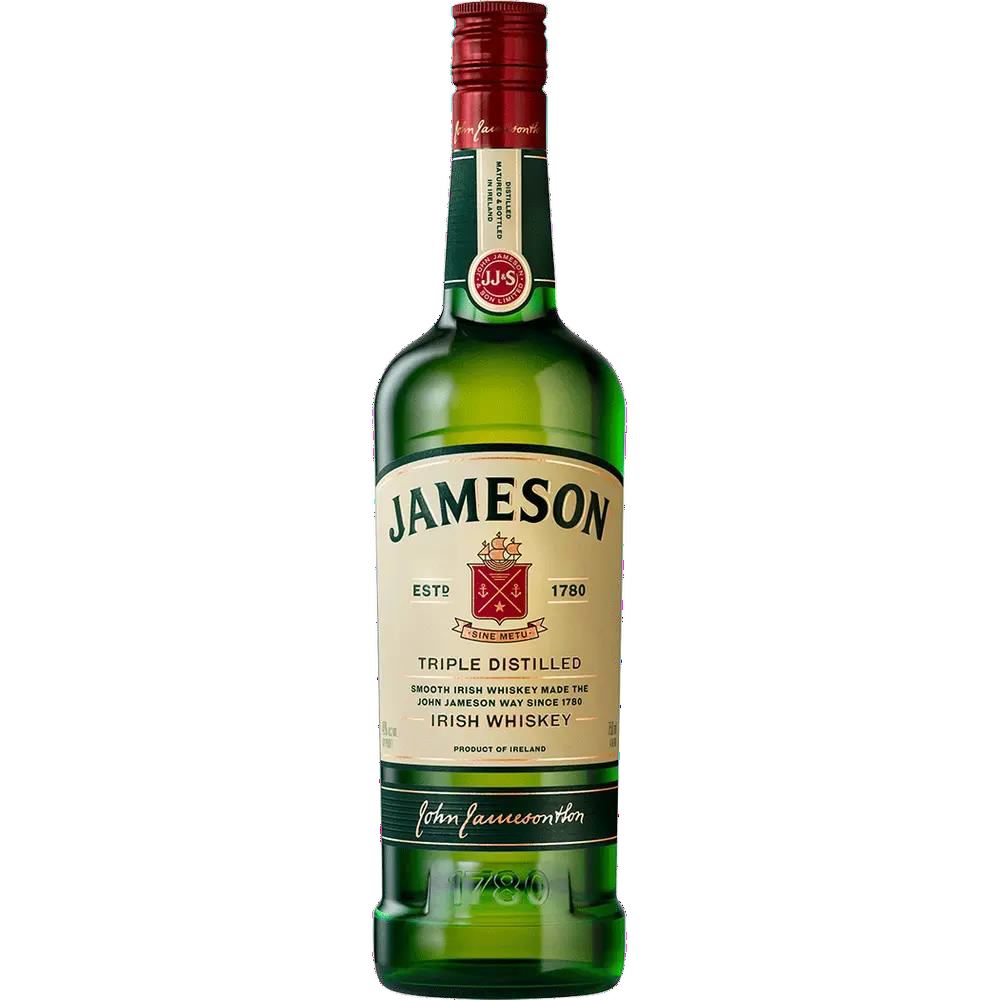 John Jameson & Son
DISTILLED
MATURED & BOTTLED
IN IRELAND
JOHN JAMESON
JJ&S
& SON LIMITED
JAMESON
ESTD 1780
SINE METU
TRIPLE DISTILLED
SMOOTH IRISH WHISKEY MADE THE
JOHN JAMESON WAY SINCE 1780
IRISH WHISKEY
PRODUCT OF IRELAND
John Jameson & Son
1780